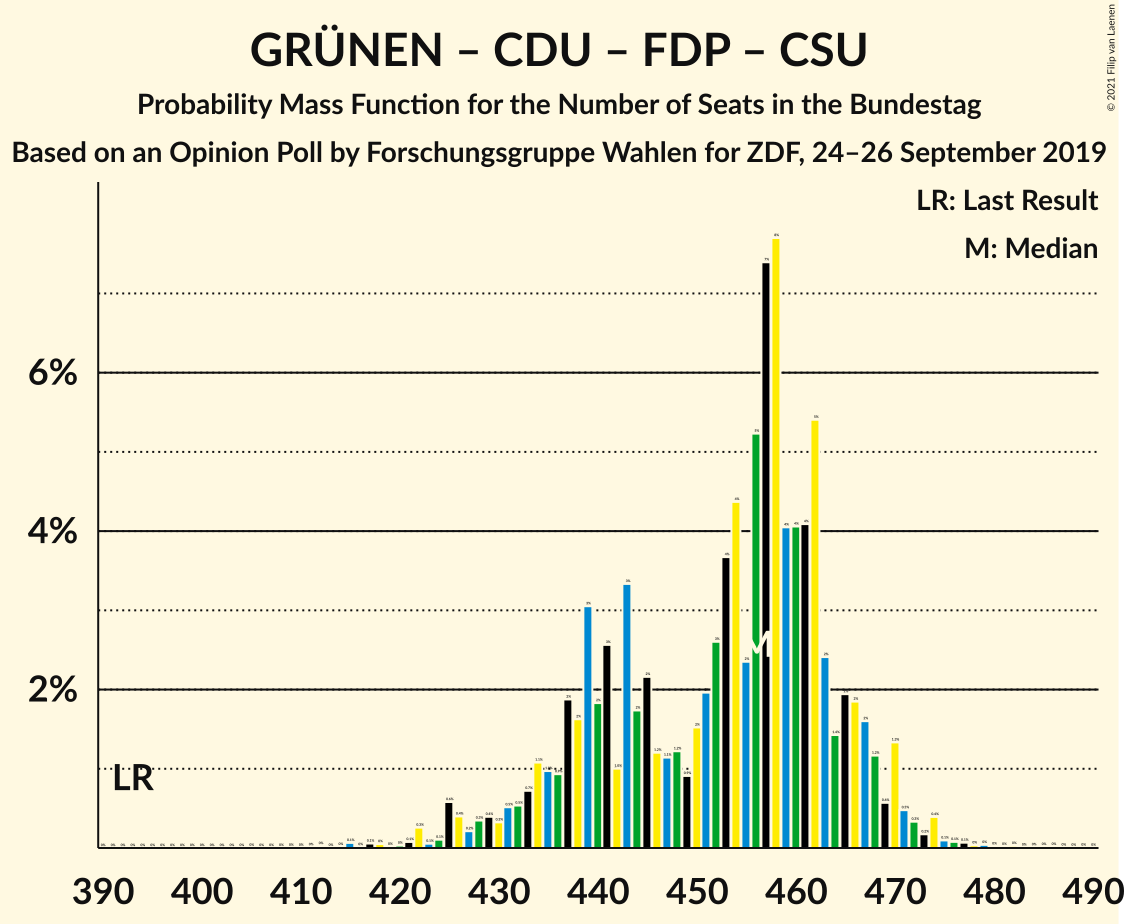 GRÜNEN – CDU – FDP – CSU
Probability Mass Function for the Number of Seats in the Bundestag
Based on an Opinion Poll by Forschungsgruppe Wahlen for ZDF, 24–26 September 2019
© 2021 Filip van Laenen
LR: Last Result
M: Median
6%
4%
2%
LR
M
390 400 410 420 430 440 450 460 470 480 490